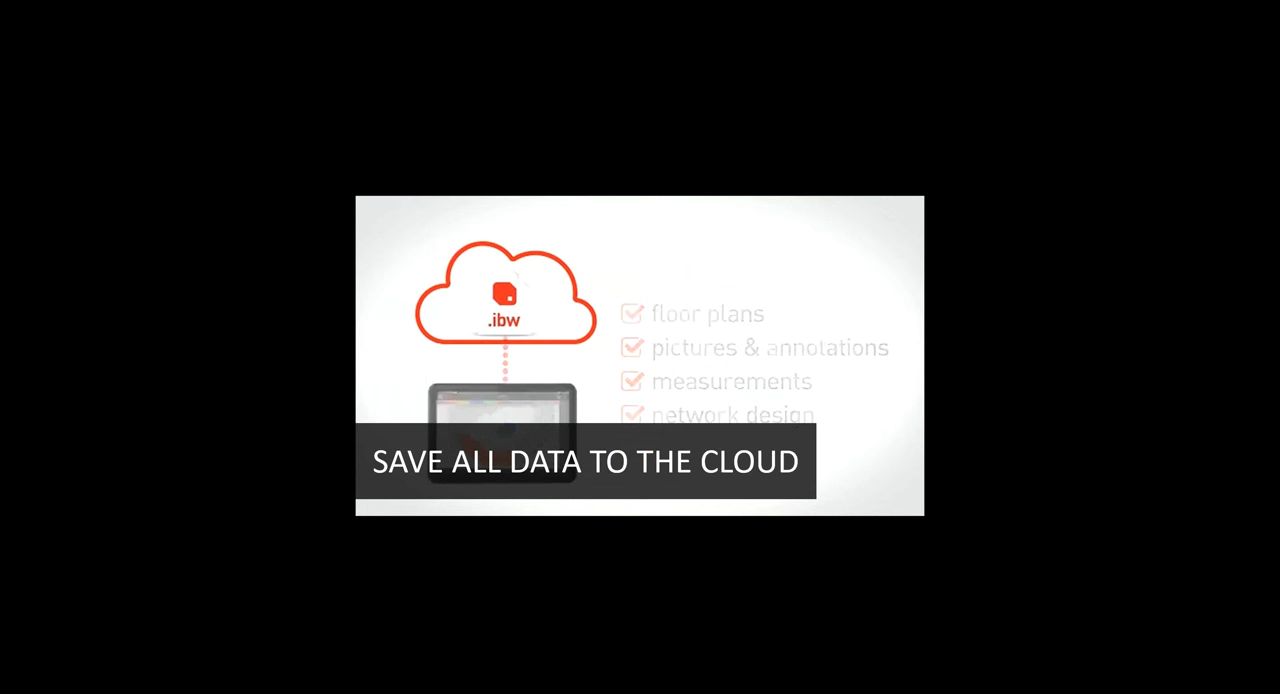 .ibw
floor plans
pictures & annotations
measurements
network design
SAVE ALL DATA TO THE CLOUD